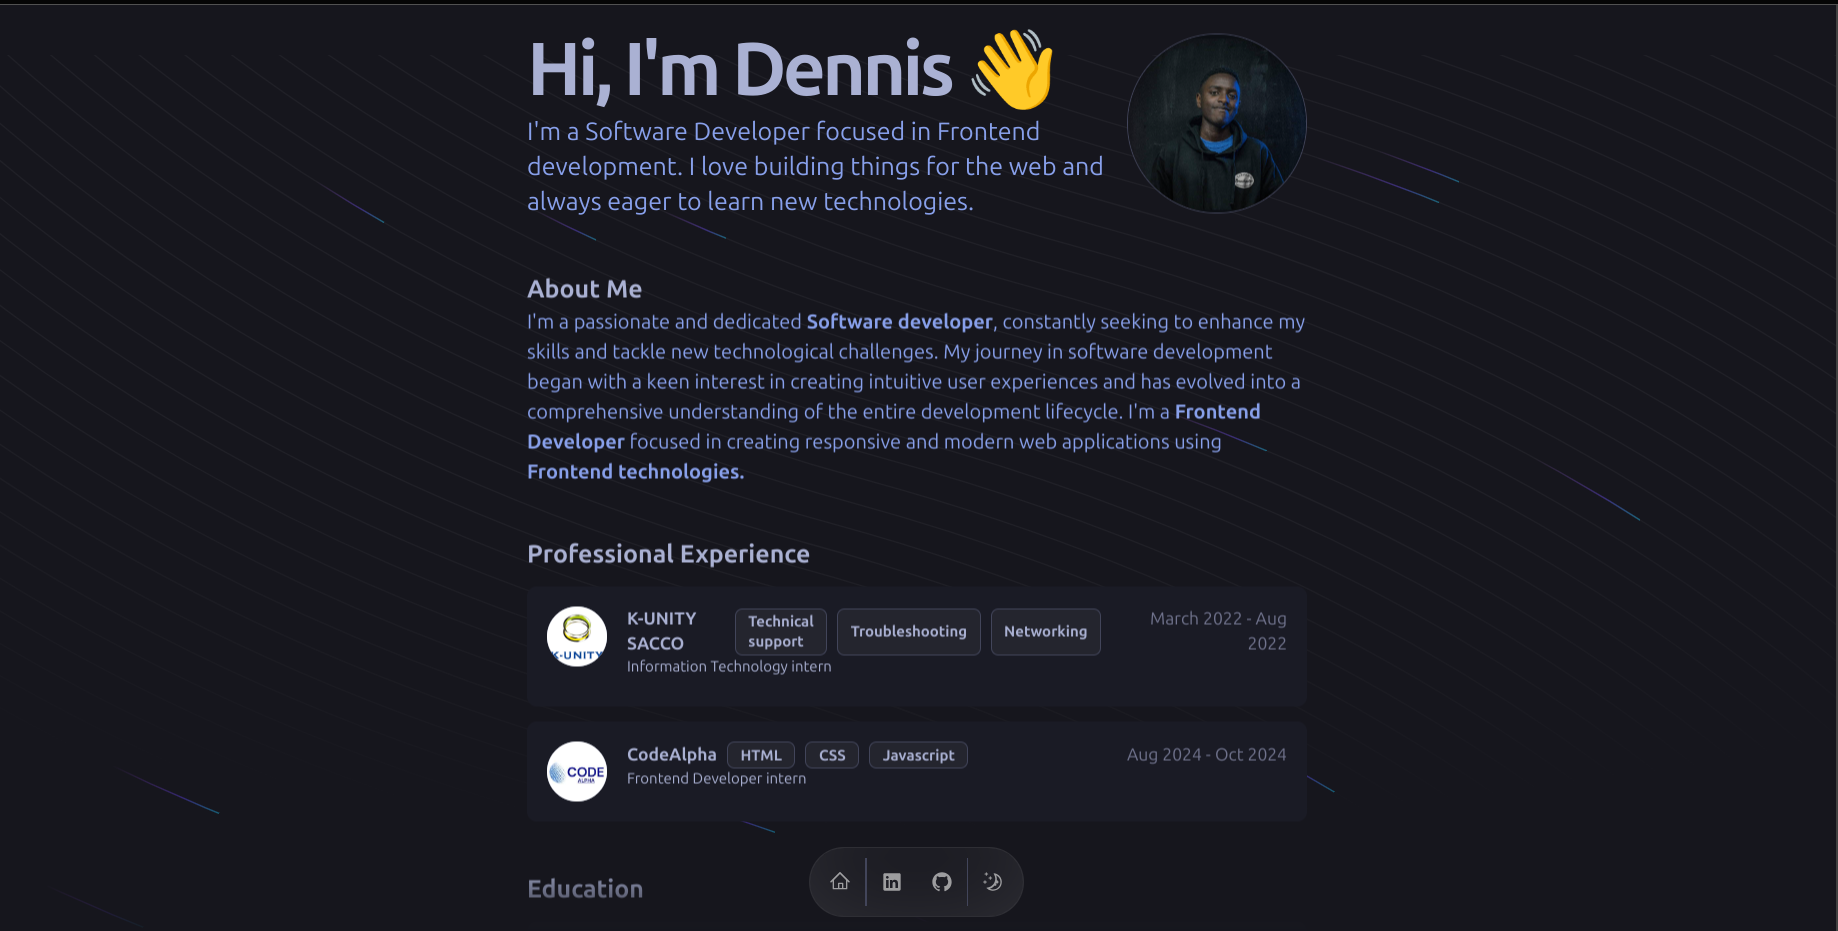 Hi, I'm Dennis 👋
I'm a Software Developer focused in Frontend
development. I love building things for the web and
always eager to learn new technologies.
About Me
I'm a passionate and dedicated Software developer, constantly seeking to enhance my
skills and tackle new technological challenges. My journey in software development
began with a keen interest in creating intuitive user experiences and has evolved into a
comprehensive understanding of the entire development lifecycle. I'm a Frontend
Developer focused in creating responsive and modern web applications using
Frontend technologies.
Professional Experience
K-UNITY
K-UNITY
SACCO
Technical
support
Troubleshooting
Networking
March 2022 - Aug
2022
Information Technology intern
CODE
ALPHA
CodeAlpha
HTML
CSS
Javascript
Aug 2024 - Oct 2024
Frontend Developer intern
Education
in